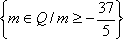 {m ∈ Q / m ≥ -37/5}